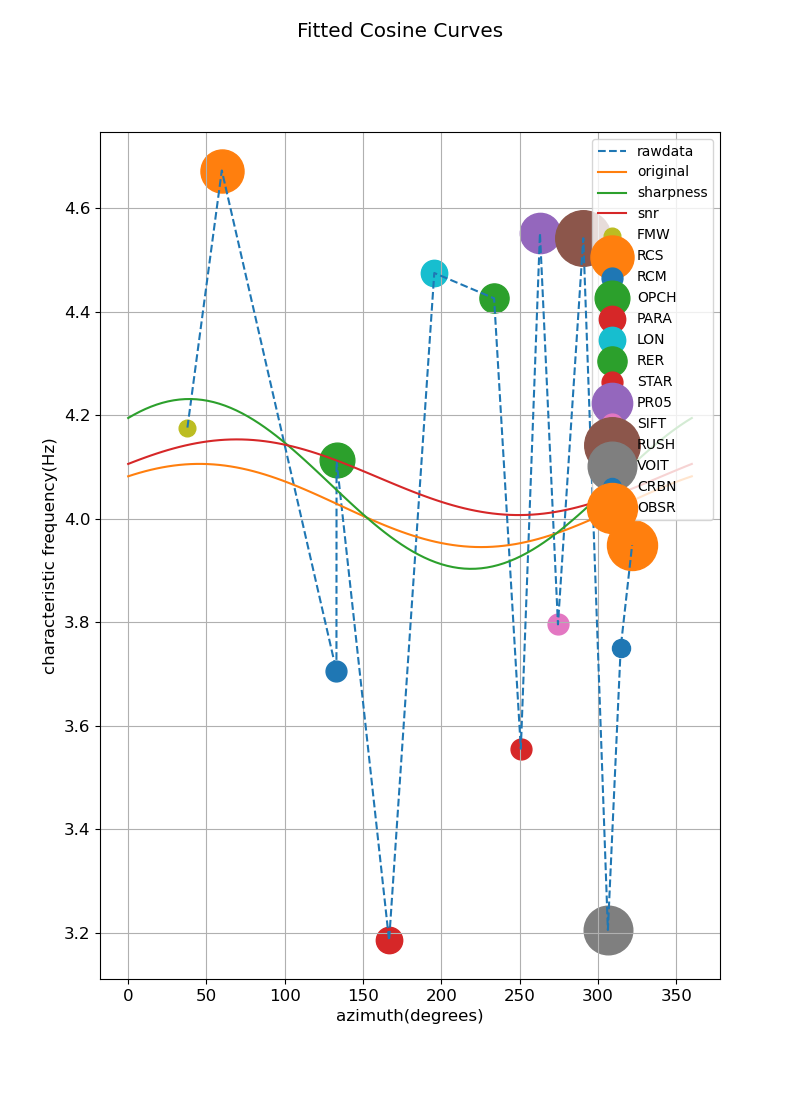 Fitted Cosine Curves
rawdata
original
sharpness
snr
FMW
RCS
RCM
OPCH
PARA
LON
RER
STAR
PR05
SIFT
RUSH
VOIT
CRBN
OBSR
characteristic frequency(Hz)
4.6
4.4
4.2
4.0
3.8
3.6
3.4
3.2
0 50 100 150 200 250 300 350
azimuth(degrees)